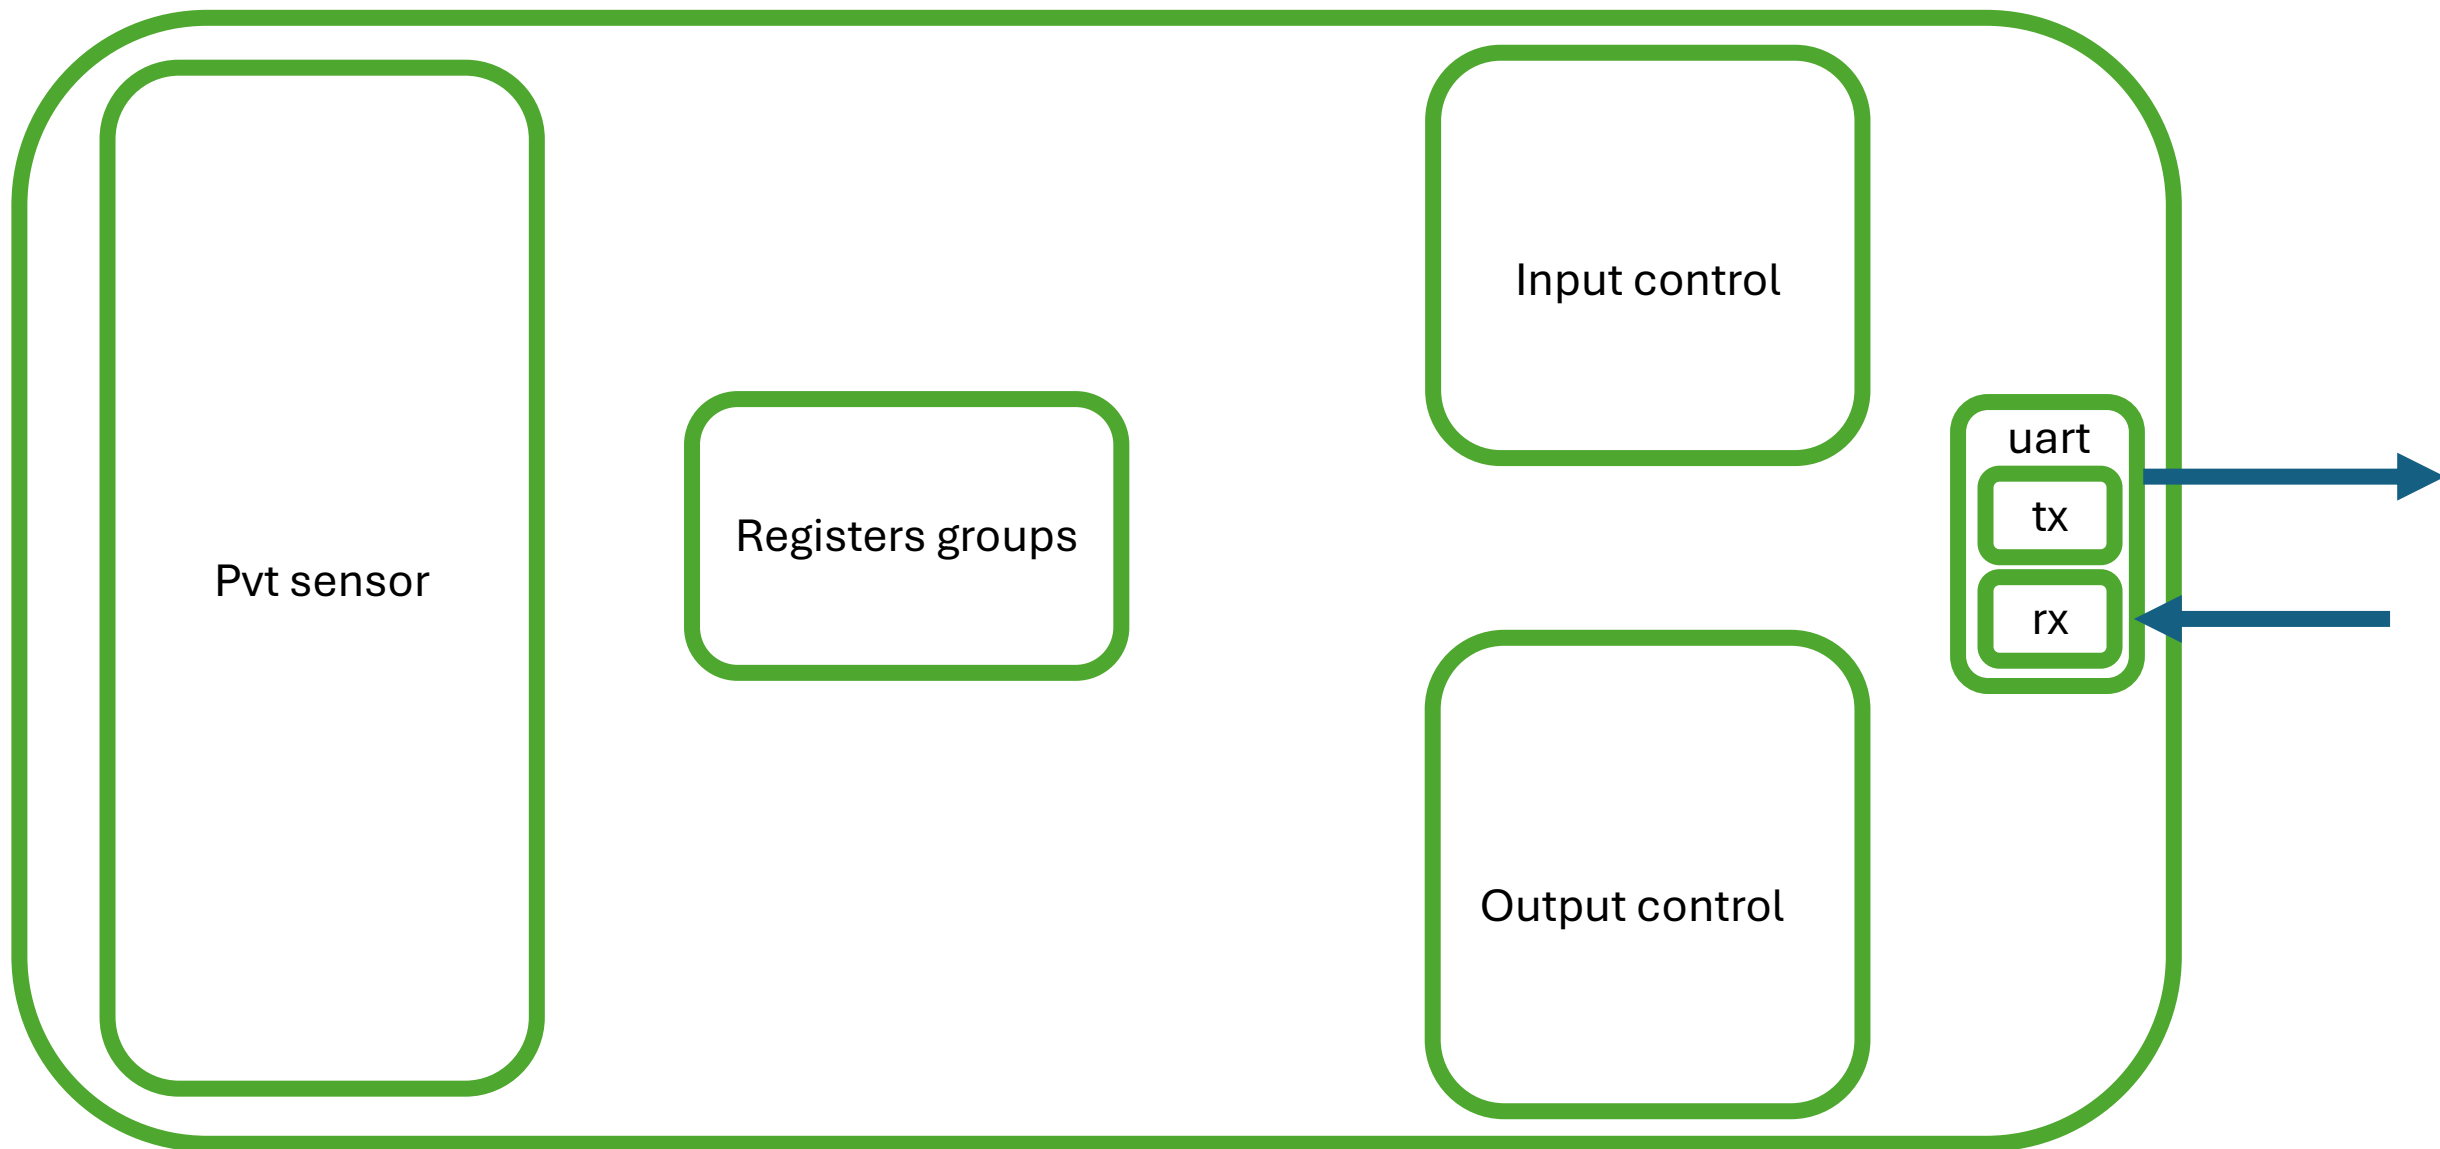 Input control
uart
tx
Registers groups
Pvt sensor
rx
Output control